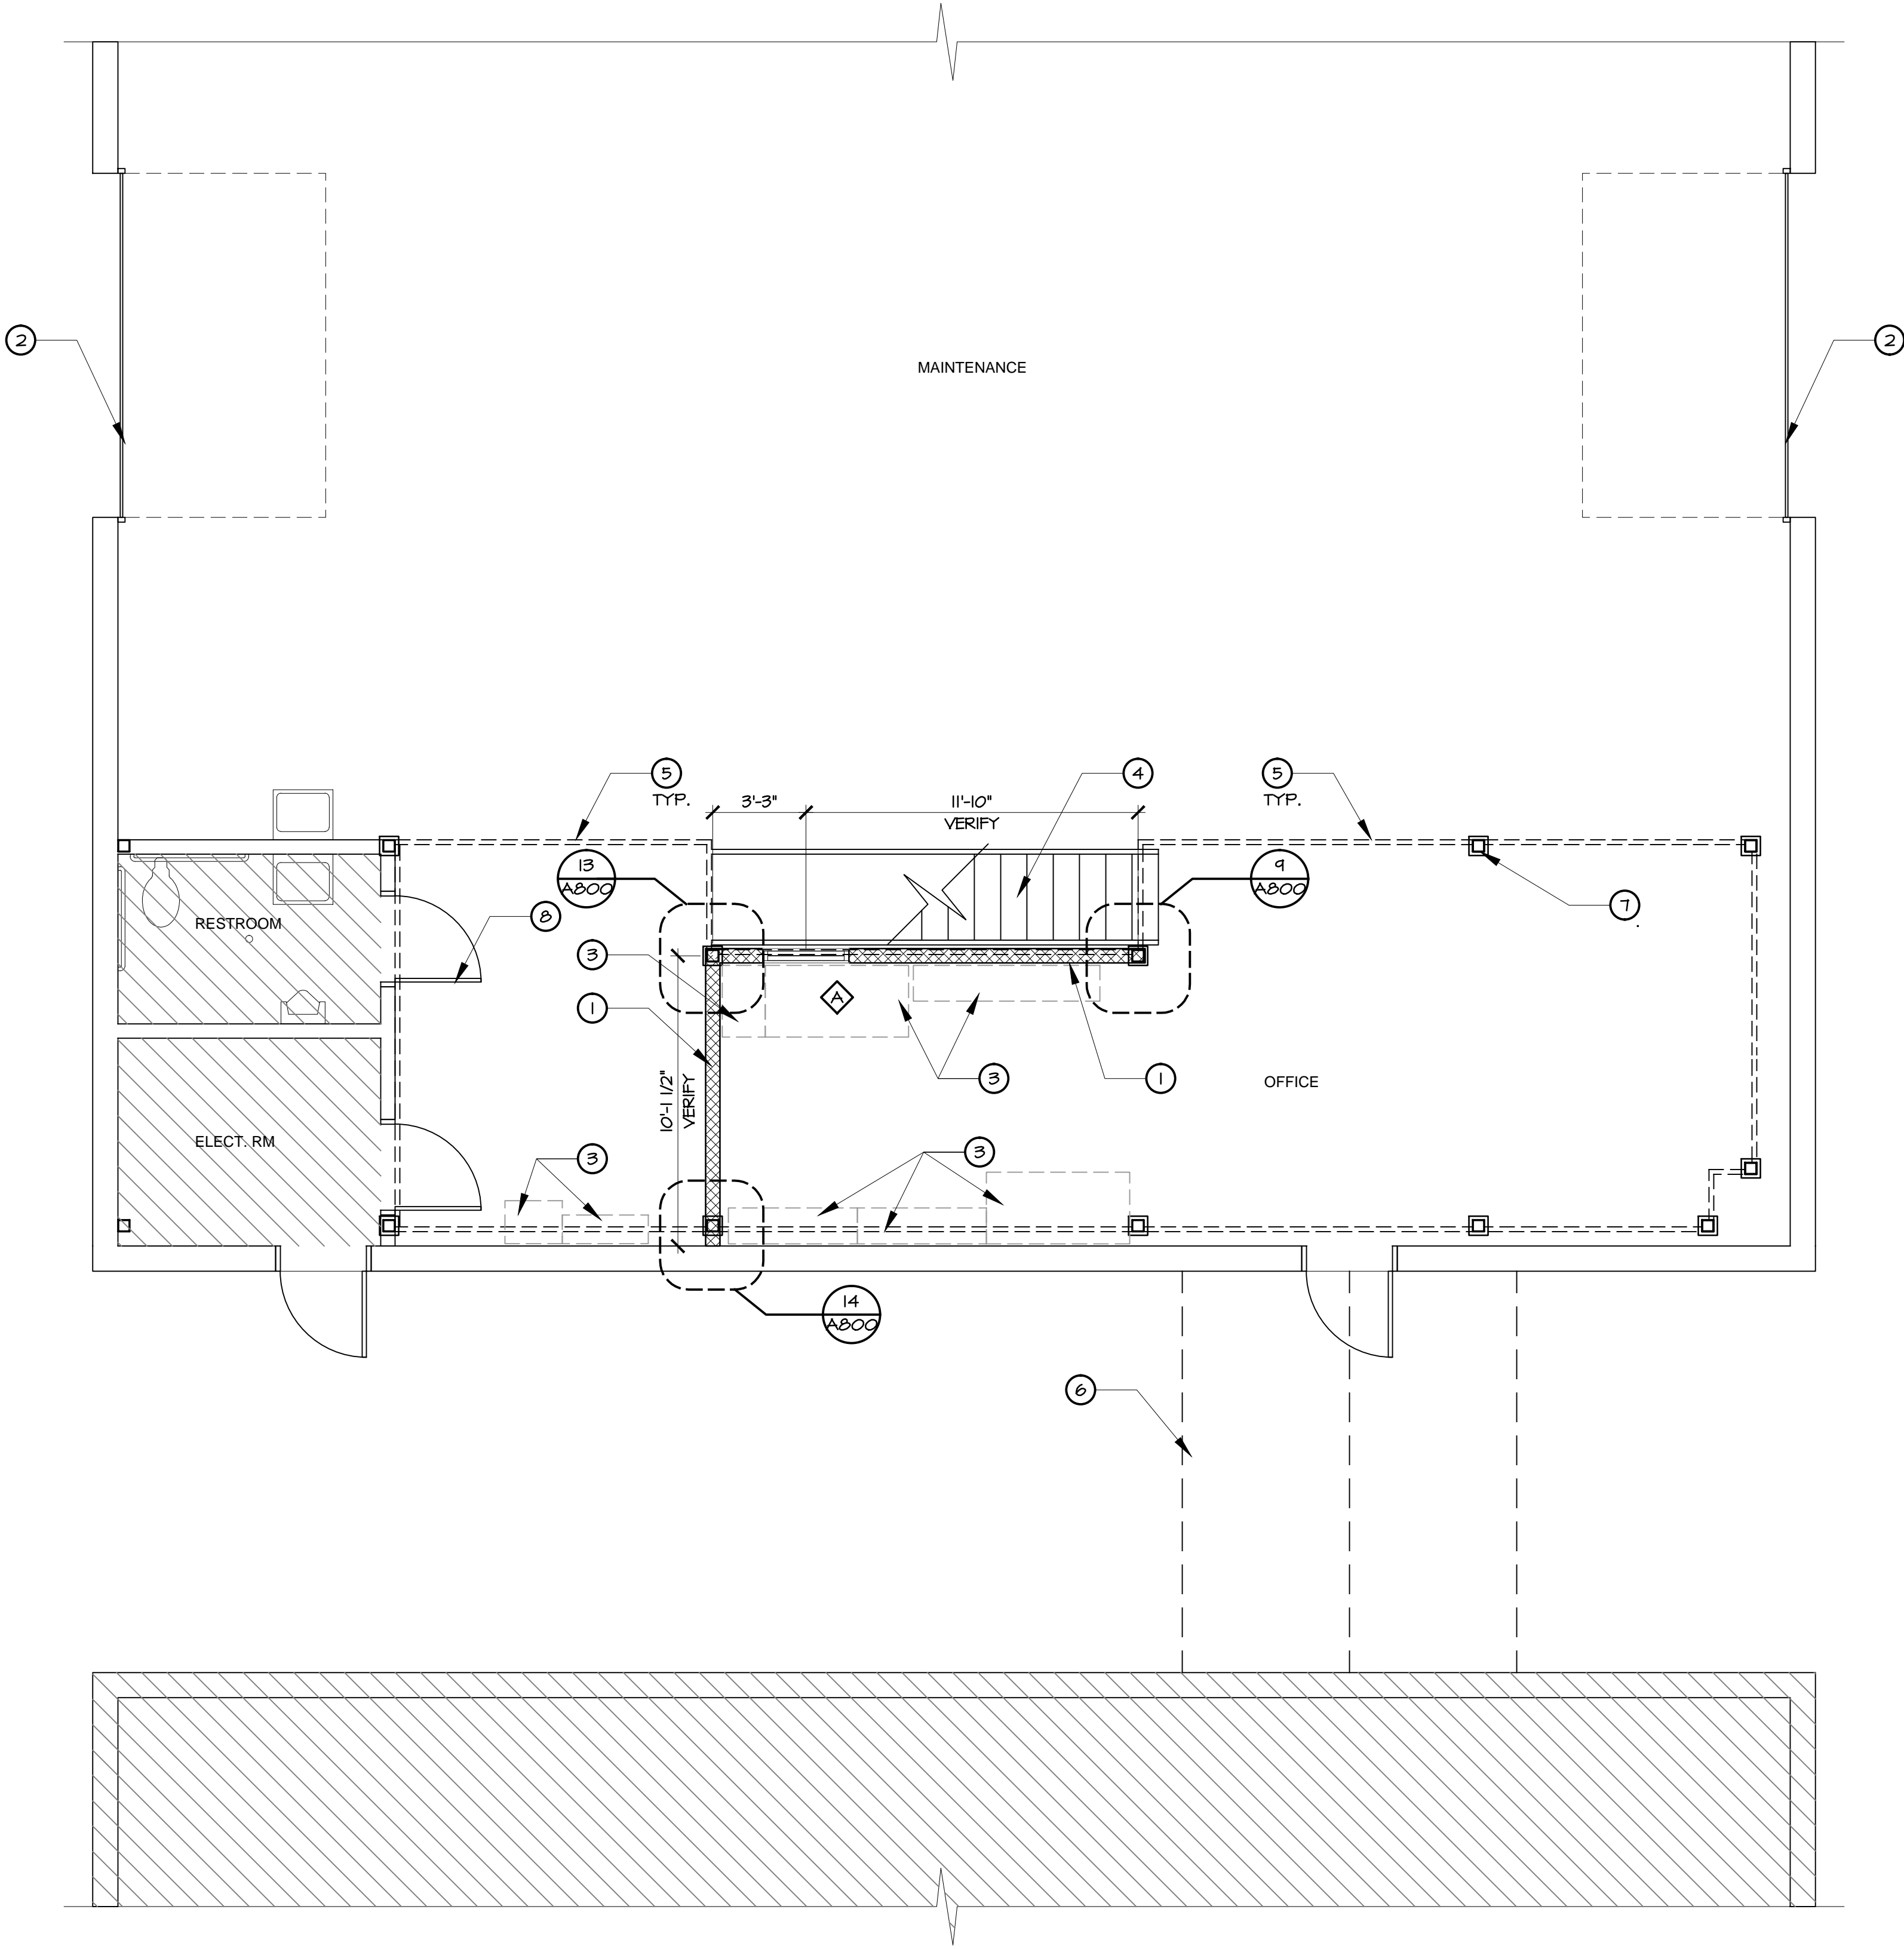 2
2
MAINTENANCE
5
TYP.
3'-3"
11'-10"
VERIFY
4
5
TYP.
13
A800
9
A800
RESTROOM
8
7
.
3
A
1
3
1
10'-1 1/2"
VERIFY
OFFICE
ELECT. RM
3
3
14
A800
6